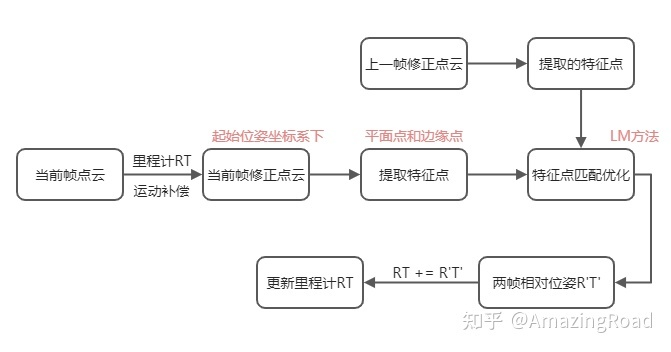 上一帧修正点云
提取的特征点
起始位姿坐标系下
平面点和边缘点
LM方法
当前帧点云
里程计RT
运动补偿
当前帧修正点云
提取特征点
特征点匹配优化
更新里程计RT
RT += R'T'
两帧相对位姿R'T'
知乎 @AmazingRoad